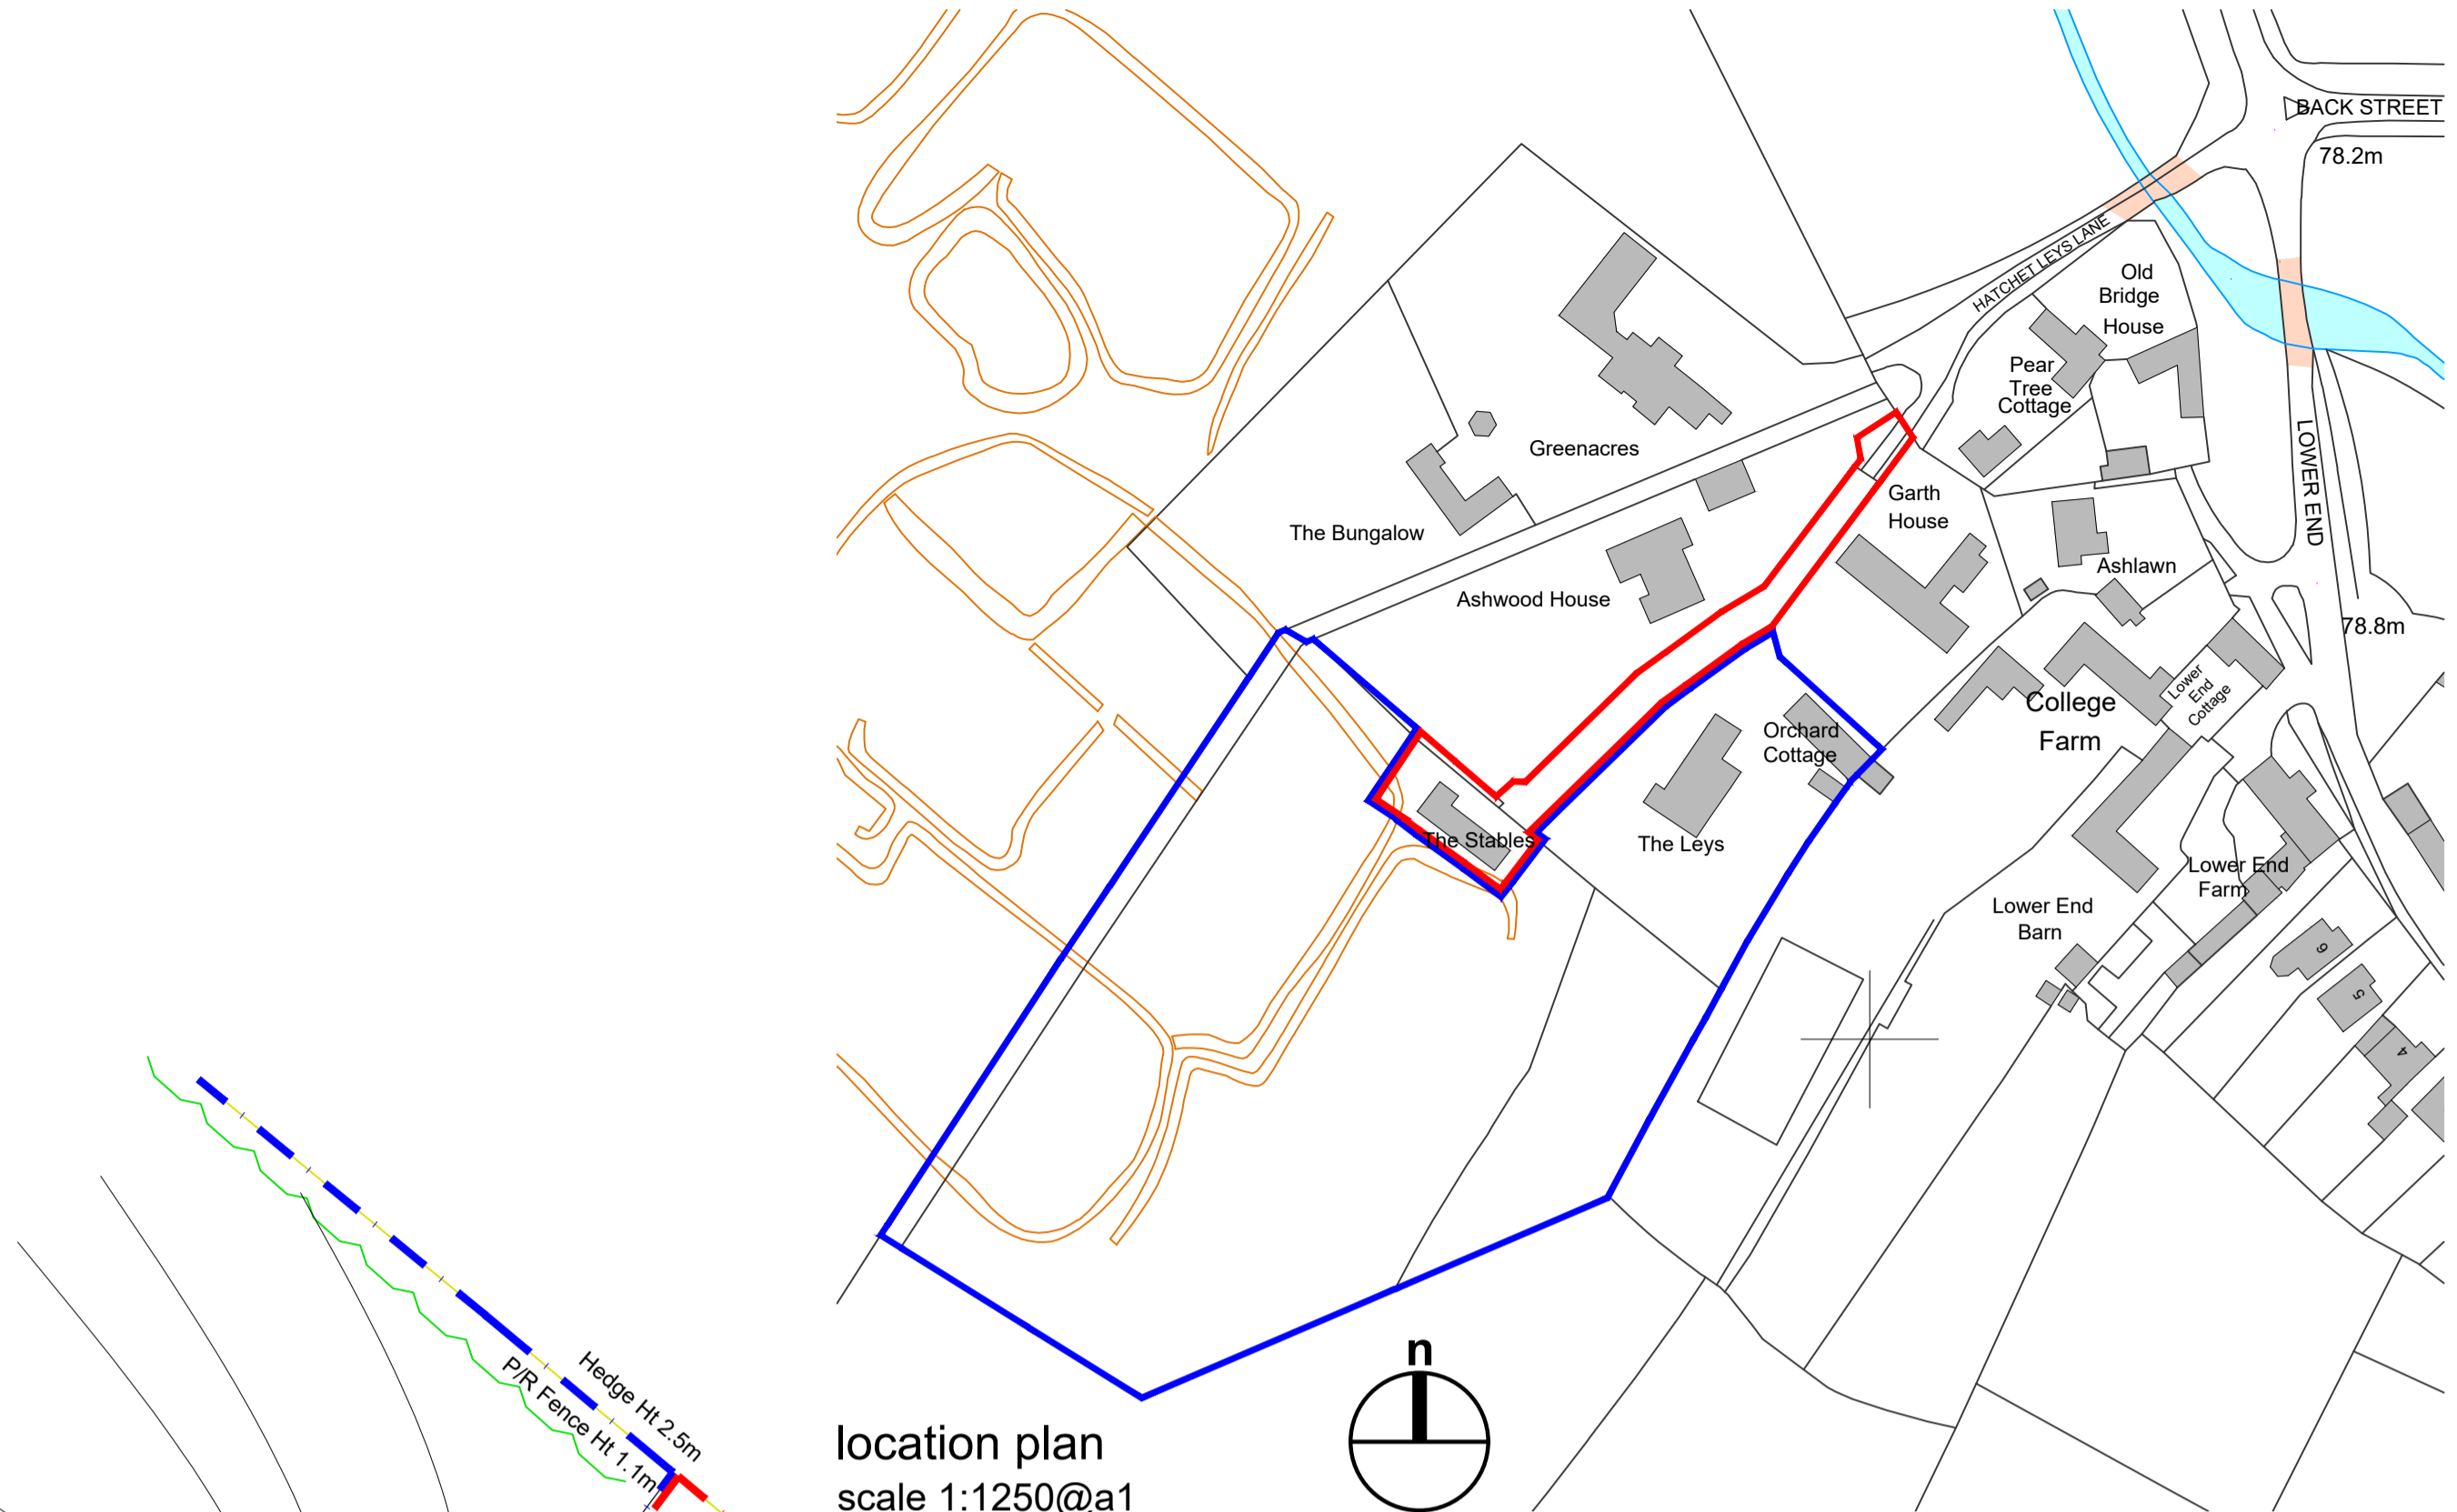 BACK STREET
78.2m
HATCHET LEYS LANE
Old
Bridge
House
Pear
Tree
Cottage
LOWER END
Greenacres
Garth
House
The Bungalow
Ashlawn
Ashwood House
78.8m
Lower
End
Cottage
College
Farm
Orchard
Cottage
The Stables
The Leys
Lower End
Farm
Lower End
Barn
6
5
4
Hedge Ht 2.5m
P/R Fence Ht 1.1m
n
location plan
scale 1:1250@a1